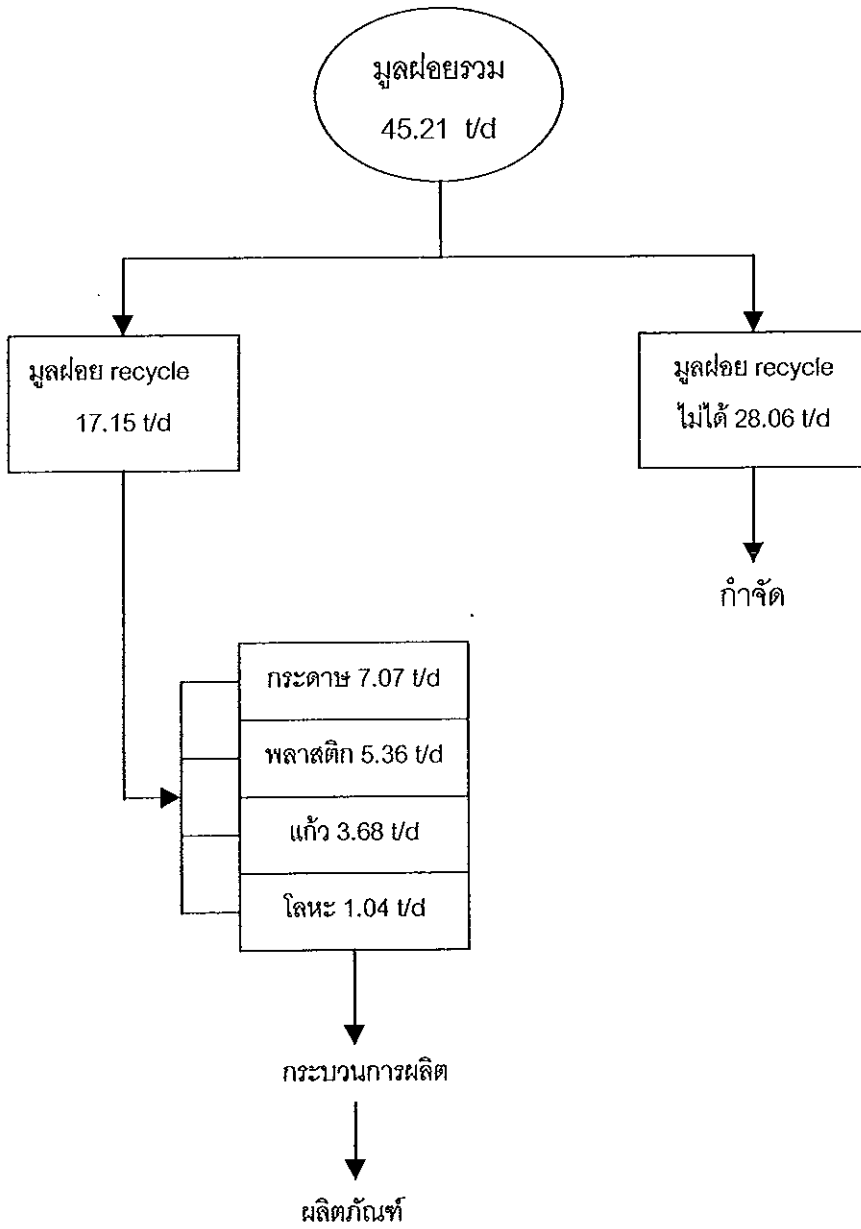 มูลฝอยรวม
45.21 t/d
มูลฝอย recycle
17.15 t/d
มูลฝอย recycle
ไม่ได้ 28.06 t/d
กำจัด
กระดาษ 7.07 t/d
พลาสติก 5.36 t/d
แก้ว 3.68 t/d
โลหะ 1.04 t/d
กระบวนการผลิต
ผลิตภัณฑ์